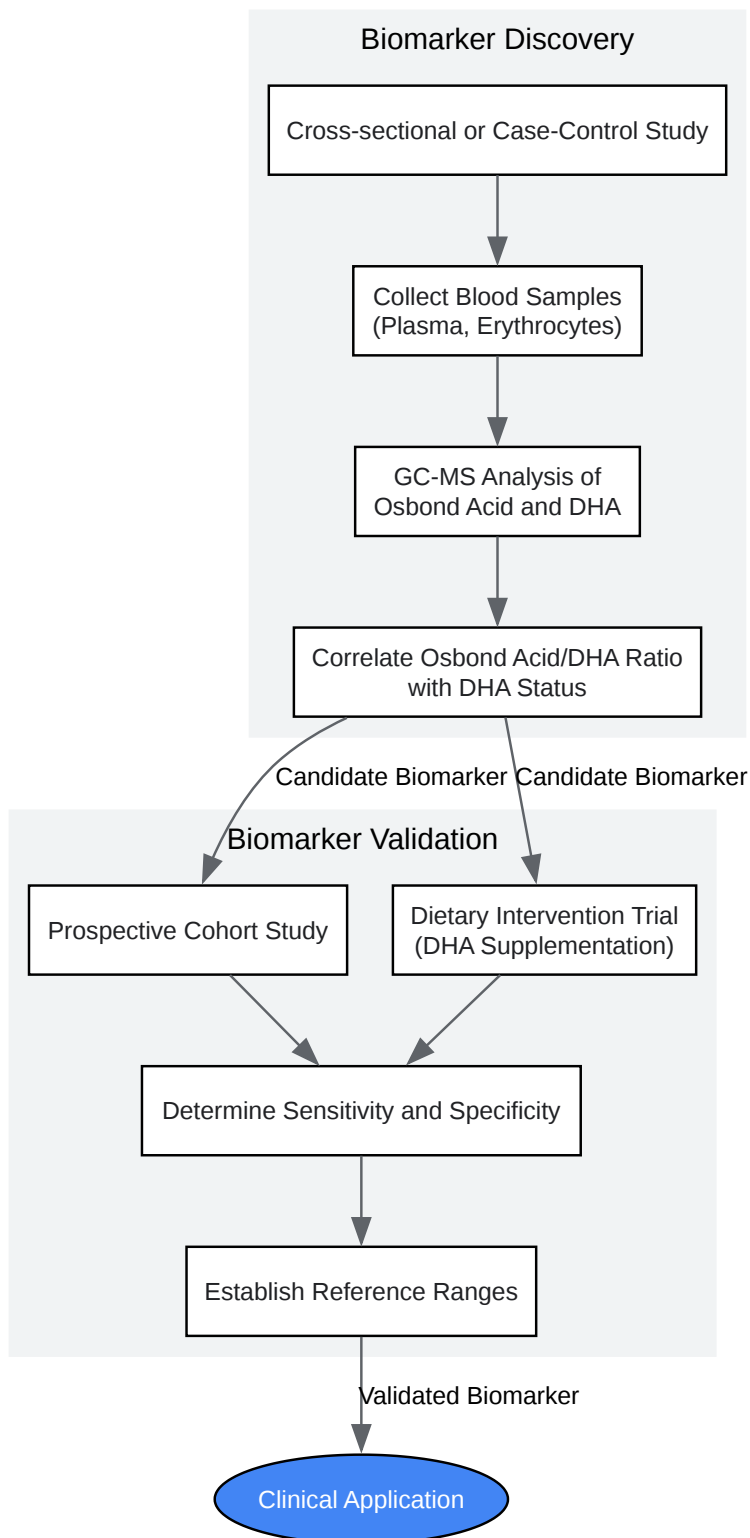 Biomarker Discovery
Cross-sectional or Case-Control Study
Collect Blood Samples
(Plasma, Erythrocytes)
GC-MS Analysis of
Osbond Acid and DHA
Correlate Osbond Acid/DHA Ratio
with DHA Status
Candidate Biomarker
Candidate Biomarker
Biomarker Validation
Prospective Cohort Study
Dietary Intervention Trial
(DHA Supplementation)
Determine Sensitivity and Specificity
Establish Reference Ranges
Validated Biomarker
Clinical Application